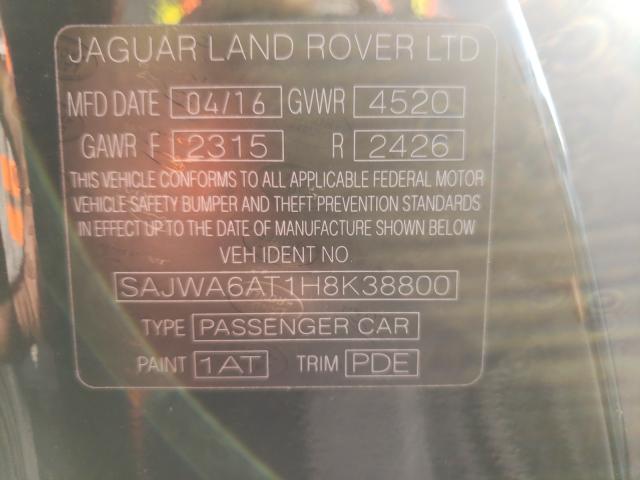 JAGUAR LAND ROVER LTD
MFD DATE 04/16 GVWR 4520
GAWR F 2315 R 2426
THIS VEHICLE CONFORMS TO ALL APPLICABLE FEDERAL MOTOR
VEHICLE SAFETY BUMPER AND THEFT PREVENTION STANDARDS
IN EFFECT UP TO THE DATE OF MANUFACTURE SHOWN BELOW
VEH IDENT NO.
SAJWA6AT1H8K38800
TYPE PASSENGER CAR
PAINT 1AT TRIM PDE